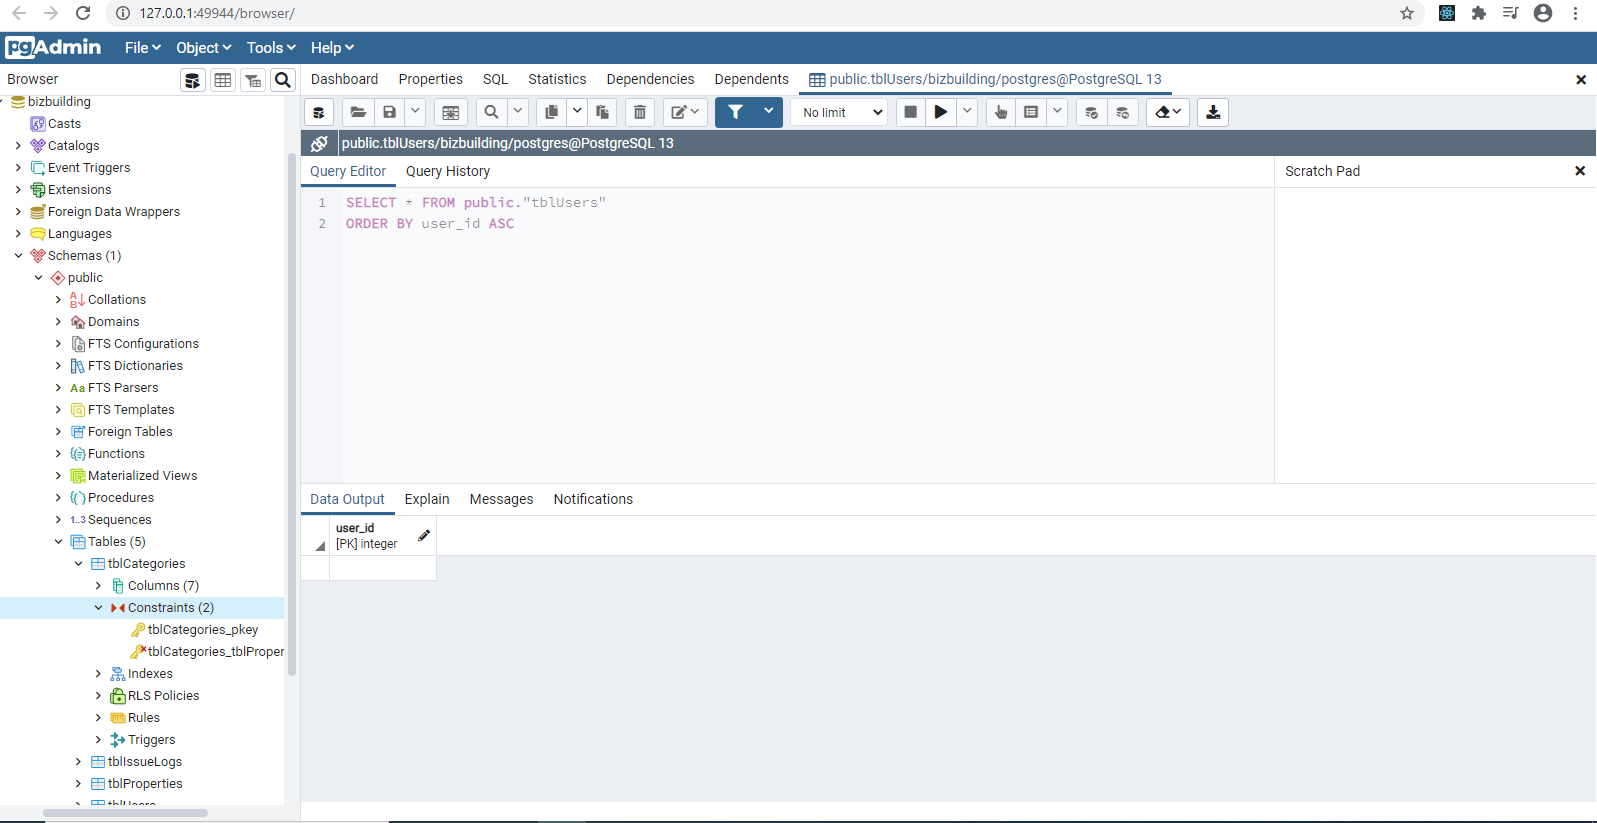 127.0.0.1:49944/browser/
pgAdmin File Object Tools Help
Browser
Dashboard Properties SQL Statistics Dependencies Dependents public.tblUsers/bizbuilding/postgres@PostgreSQL 13
No limit
public.tblUsers/bizbuilding/postgres@PostgreSQL 13
Query Editor Query History
Scratch Pad
1 SELECT * FROM public."tblUsers"
2 ORDER BY user_id ASC
Data Output Explain Messages Notifications
user_id
[PK] integer
bizbuilding
Casts
Catalogs
Event Triggers
Extensions
Foreign Data Wrappers
Languages
Schemas (1)
public
Collations
Domains
FTS Configurations
FTS Dictionaries
Aa FTS Parsers
FTS Templates
Foreign Tables
Functions
Materialized Views
Procedures
1..3 Sequences
Tables (5)
tblCategories
Columns (7)
Constraints (2)
tblCategories_pkey
tblCategories_tblProper
Indexes
RLS Policies
Rules
Triggers
tblIssueLogs
tblProperties
tblUsers